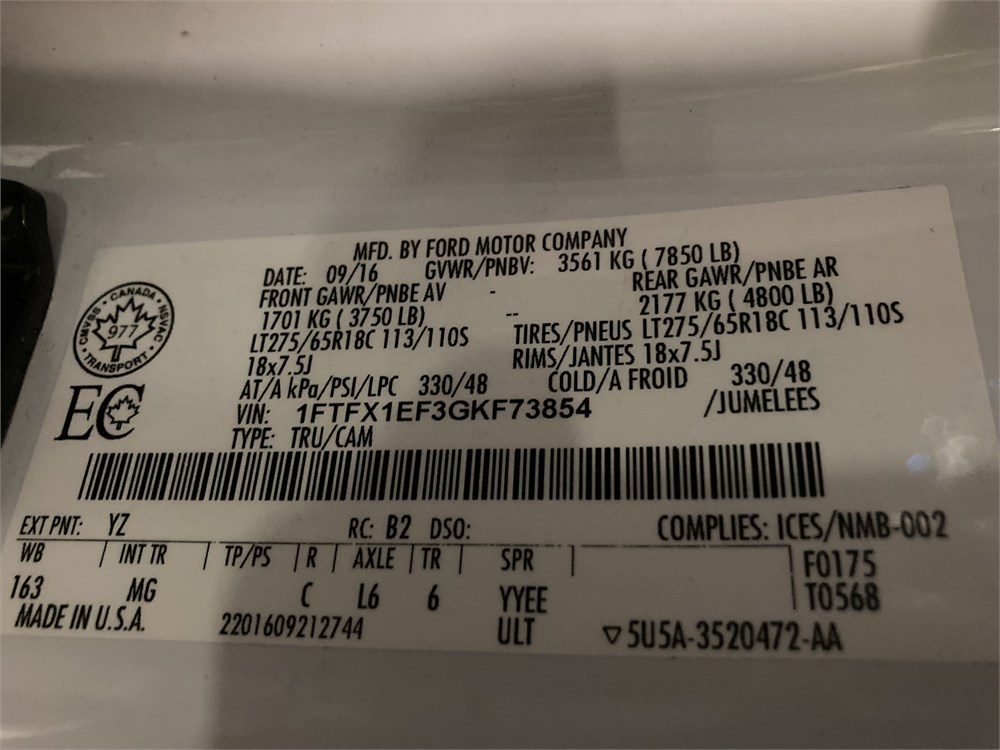 MFD. BY FORD MOTOR COMPANY
DATE: 09/16 GVWR/PNBV: 3561 KG ( 7850 LB)
FRONT GAWR/PNBE AV - REAR GAWR/PNBE AR
1701 KG ( 3750 LB) -- 2177 KG ( 4800 LB)
LT275/65R18C 113/110S TIRES/PNEUS LT275/65R18C 113/110S
18x7.5J RIMS/JANTES 18x7.5J
AT/A kPa/PSI/LPC 330/48 COLD/A FROID 330/48
VIN: 1FTFX1EF3GKF73854 /JUMELEES
TYPE: TRU/CAM
CANADA
CMVSS NSVAC
977
TRANSPORT
EC
EXT PNT: YZ RC: B2 DSO: COMPLIES: ICES/NMB-002
WB INT TR TP/PS R AXLE TR SPR F0175
163 MG C L6 6 YYEE T0568
MADE IN U.S.A. 2201609212744 ULT ▽5U5A-3520472-AA